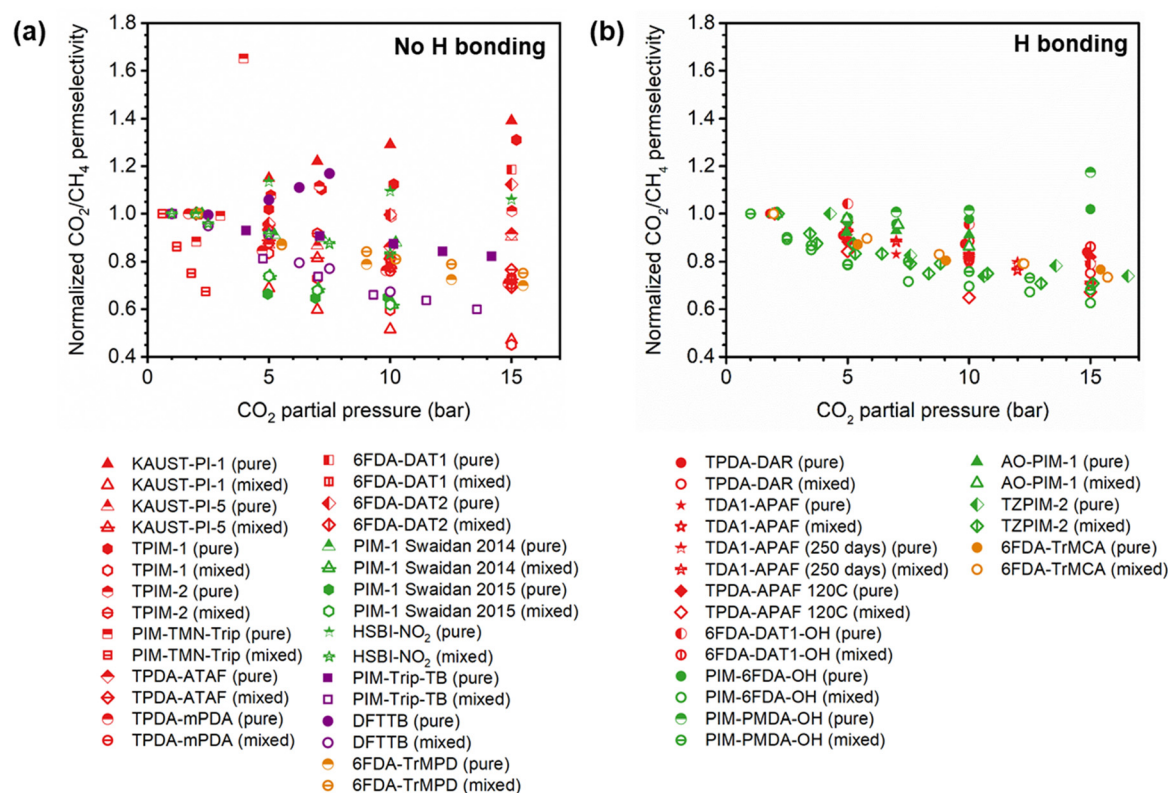 (a)
No H bonding
Normalized CO₂/CH₄ permselectivity
1.8
1.6
1.4
1.2
1.0
0.8
0.6
0.4
0
5
10
15
CO₂ partial pressure (bar)
KAUST-PI-1 (pure)
KAUST-PI-1 (mixed)
KAUST-PI-5 (pure)
KAUST-PI-5 (mixed)
TPIM-1 (pure)
TPIM-1 (mixed)
TPIM-2 (pure)
TPIM-2 (mixed)
PIM-TMN-Trip (pure)
PIM-TMN-Trip (mixed)
TPDA-ATAF (pure)
TPDA-ATAF (mixed)
TPDA-mPDA (pure)
TPDA-mPDA (mixed)
6FDA-DAT1 (pure)
6FDA-DAT1 (mixed)
6FDA-DAT2 (pure)
6FDA-DAT2 (mixed)
PIM-1 Swaidan 2014 (pure)
PIM-1 Swaidan 2014 (mixed)
PIM-1 Swaidan 2015 (pure)
PIM-1 Swaidan 2015 (mixed)
HSBI-NO₂ (pure)
HSBI-NO₂ (mixed)
PIM-Trip-TB (pure)
PIM-Trip-TB (mixed)
DFTTB (pure)
DFTTB (mixed)
6FDA-TrMPD (pure)
6FDA-TrMPD (mixed)
(b)
H bonding
Normalized CO₂/CH₄ permselectivity
1.8
1.6
1.4
1.2
1.0
0.8
0.6
0.4
0
5
10
15
CO₂ partial pressure (bar)
TPDA-DAR (pure)
TPDA-DAR (mixed)
TDA1-APAF (pure)
TDA1-APAF (mixed)
TDA1-APAF (250 days) (pure)
TDA1-APAF (250 days) (mixed)
TPDA-APAF 120C (pure)
TPDA-APAF 120C (mixed)
6FDA-DAT1-OH (pure)
6FDA-DAT1-OH (mixed)
PIM-6FDA-OH (pure)
PIM-6FDA-OH (mixed)
PIM-PMDA-OH (pure)
PIM-PMDA-OH (mixed)
AO-PIM-1 (pure)
AO-PIM-1 (mixed)
TZPIM-2 (pure)
TZPIM-2 (mixed)
6FDA-TrMCA (pure)
6FDA-TrMCA (mixed)